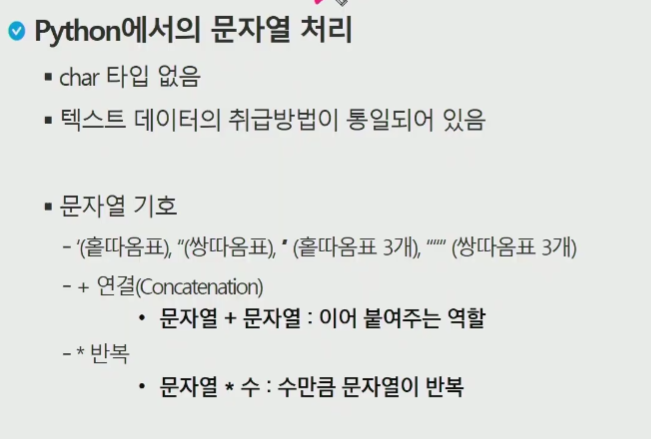 Python에서의 문자열 처리
▪ char 타입 없음
▪ 텍스트 데이터의 취급방법이 통일되어 있음
▪ 문자열 기호
– ‘(홑따옴표), “(쌍따옴표), ‘’’ (홑따옴표 3개), “”” (쌍따옴표 3개)
– + 연결(Concatenation)
• 문자열 + 문자열 : 이어 붙여주는 역할
– * 반복
• 문자열 * 수 : 수만큼 문자열이 반복